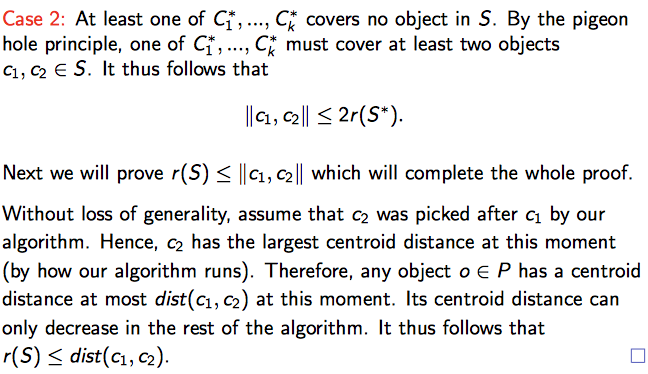 Case 2: At least one of C₁*, ..., Cₖ* covers no object in S. By the pigeon
hole principle, one of C₁*, ..., Cₖ* must cover at least two objects
c₁, c₂ ∈ S. It thus follows that
‖c₁, c₂‖ ≤ 2r(S*).
Next we will prove r(S) ≤ ‖c₁, c₂‖ which will complete the whole proof.
Without loss of generality, assume that c₂ was picked after c₁ by our
algorithm. Hence, c₂ has the largest centroid distance at this moment
(by how our algorithm runs). Therefore, any object o ∈ P has a centroid
distance at most dist(c₁, c₂) at this moment. Its centroid distance can
only decrease in the rest of the algorithm. It thus follows that
r(S) ≤ dist(c₁, c₂). □